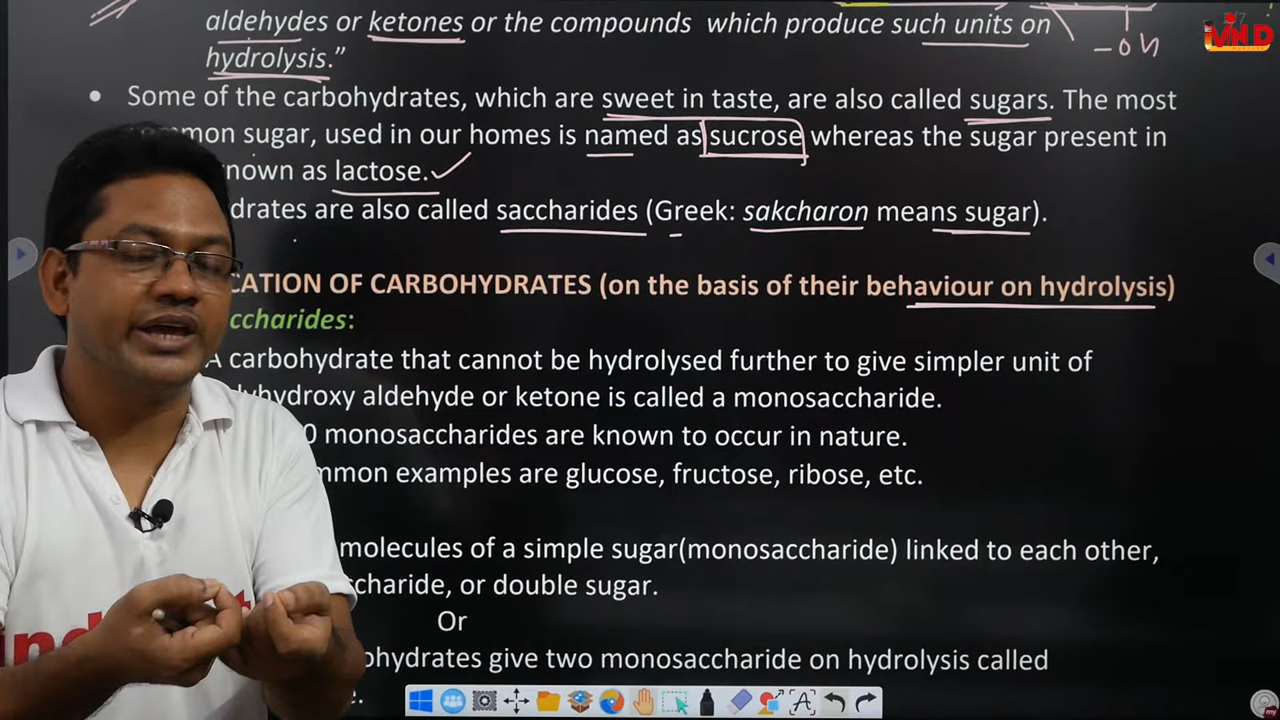 aldehydes or ketones or the compounds which produce such units on
hydrolysis.”
-OH
• Some of the carbohydrates, which are sweet in taste, are also called sugars. The most
sugar, used in our homes is named as sucrose, whereas the sugar present in
nown as lactose.
drates are also called saccharides (Greek: sakcharon means sugar).
CATION OF CARBOHYDRATES (on the basis of their behaviour on hydrolysis)
ccharides:
A carbohydrate that cannot be hydrolysed further to give simpler unit of
hydroxy aldehyde or ketone is called a monosaccharide.
0 monosaccharides are known to occur in nature.
mmon examples are glucose, fructose, ribose, etc.
molecules of a simple sugar(monosaccharide) linked to each other,
ccharide, or double sugar.
Or
ohydrates give two monosaccharide on hydrolysis called
e.